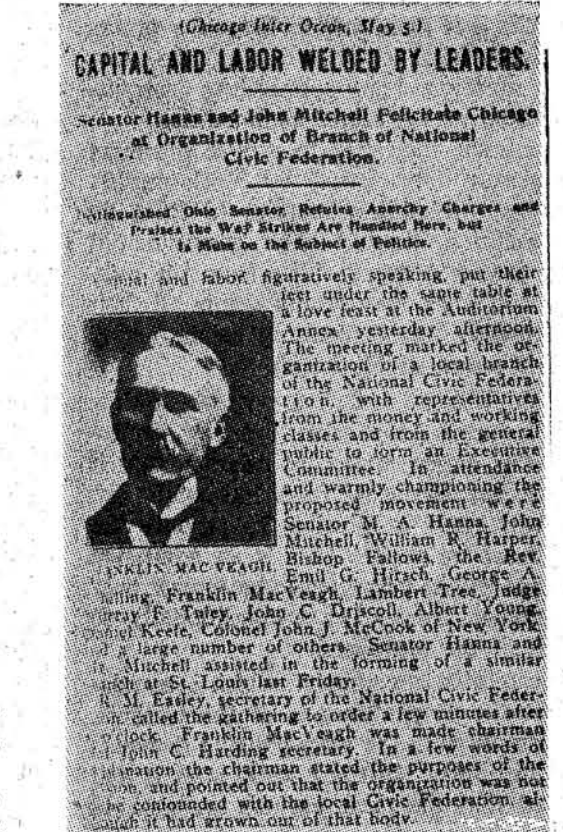 (Chicago Inter Ocean, May 5.)
CAPITAL AND LABOR WELDED BY LEADERS.
Senator Hanna and John Mitchell Felicitate Chicago
at Organization of Branch of National
Civic Federation.
Distinguished Ohio Senator Refutes Anarchy Charges and
Praises the Way Strikes Are Handled Here, but
Is Mute on the Subject of Politics.
and labor, figuratively speaking, put their
feet under the same table at
a love feast at the Auditorium
Annex yesterday afternoon.
The meeting marked the or-
ganization of a local branch
of the National Civic Federa-
tion, with representatives
from the money and working
classes and from the general
public to form an Executive
Committee. In attendance
and warmly championing the
proposed movement were
Senator M. A. Hanna, John
Mitchell, William R. Harper,
Bishop Fallows, the Rev.
Emil G. Hirsch, George A.
ANKLIN MAC VEAGH.
Franklin MacVeagh, Lambert Tree, Judge
F. Tuley, John C. Driscoll, Albert Young,
Keefe, Colonel John J. McCook of New York
a large number of others. Senator Hanna and
Mitchell assisted in the forming of a similar
at St. Louis last Friday.
R. M. Easley, secretary of the National Civic Feder-
called the gathering to order a few minutes after
Franklin MacVeagh was made chairman
John C. Harding secretary. In a few words of
the chairman stated the purposes of the
and pointed out that the organization was not
be confounded with the local Civic Federation, al-
it had grown out of that body.